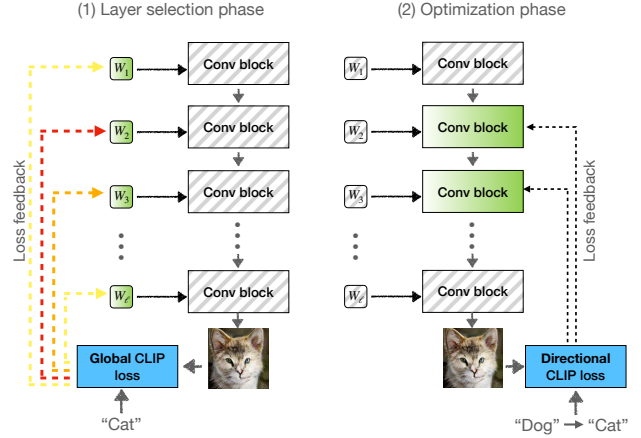 (1) Layer selection phase
(2) Optimization phase
W1
Conv block
W2
Conv block
W3
Conv block
Wℓ
Conv block
Loss feedback
Global CLIP
loss
“Cat”
W1
Conv block
W2
Conv block
W3
Conv block
Wℓ
Conv block
Loss feedback
Directional
CLIP loss
“Dog” “Cat”